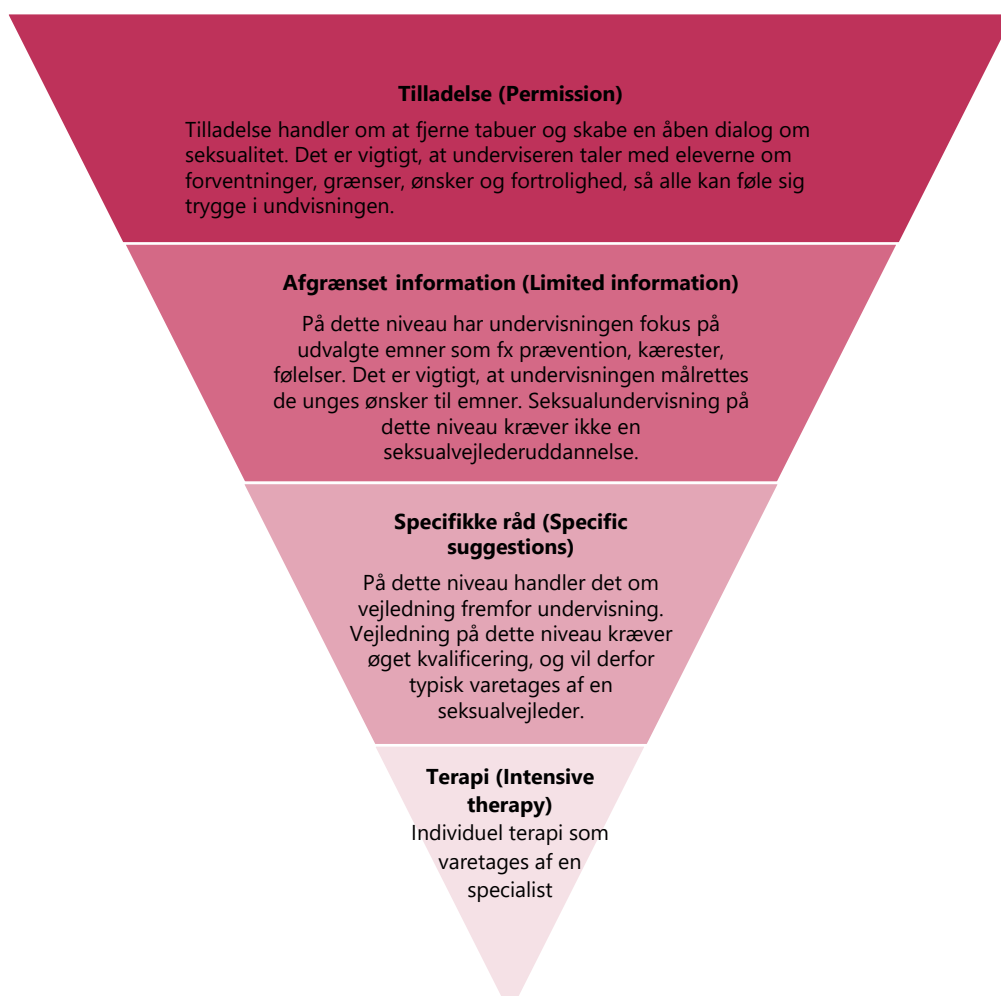 Tilladelse (Permission)
Tilladelse handler om at fjerne tabuer og skabe en åben dialog om
seksualitet. Det er vigtigt, at underviseren taler med eleverne om
forventninger, grænser, ønsker og fortrolighed, så alle kan føle sig
trygge i undvisningen.
Afgrænset information (Limited information)
På dette niveau har undervisningen fokus på
udvalgte emner som fx prævention, kærester,
følelser. Det er vigtigt, at undervisningen målrettes
de unges ønsker til emner. Seksualundervisning på
dette niveau kræver ikke en
seksualvejlederuddannelse.
Specifikke råd (Specific
suggestions)
På dette niveau handler det om
vejledning fremfor undervisning.
Vejledning på dette niveau kræver
øget kvalificering, og vil derfor
typisk varetages af en
seksualvejleder.
Terapi (Intensive
therapy)
Individuel terapi som
varetages af en
specialist